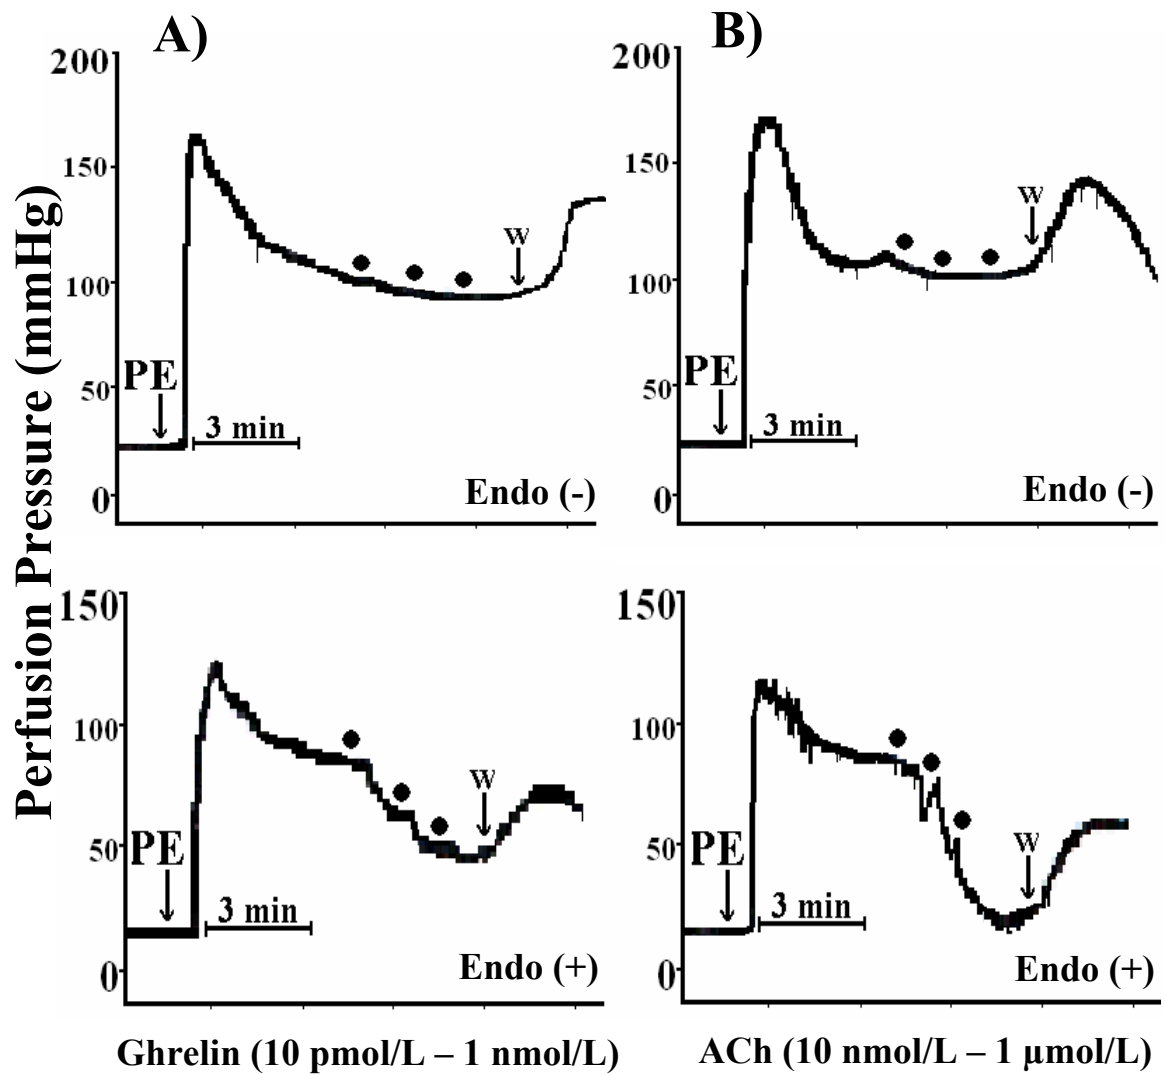 A)
B)
Perfusion Pressure (mmHg)
200
150
100
50
0
PE
3 min
w
Endo (-)
200
150
100
50
0
PE
3 min
w
Endo (-)
150
100
50
0
PE
3 min
w
Endo (+)
150
100
50
0
PE
3 min
w
Endo (+)
Ghrelin (10 pmol/L – 1 nmol/L)
ACh (10 nmol/L – 1 µmol/L)